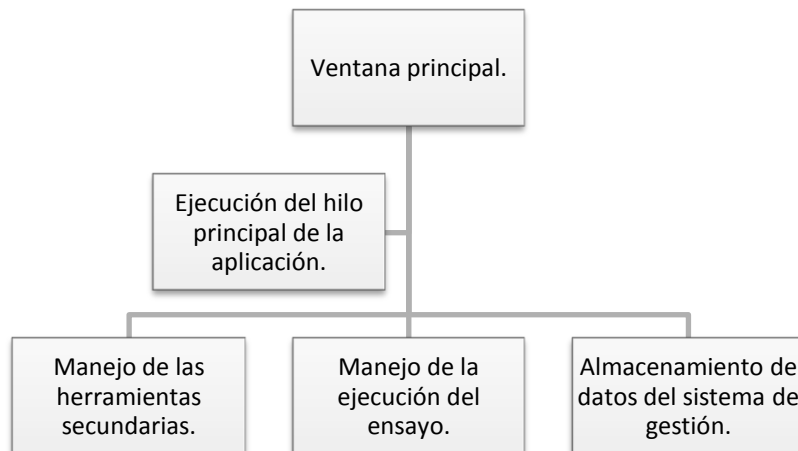 Ventana principal.
Ejecución del hilo
principal de la
aplicación.
Manejo de las
herramientas
secundarias.
Manejo de la
ejecución del
ensayo.
Almacenamiento de
datos del sistema de
gestión.